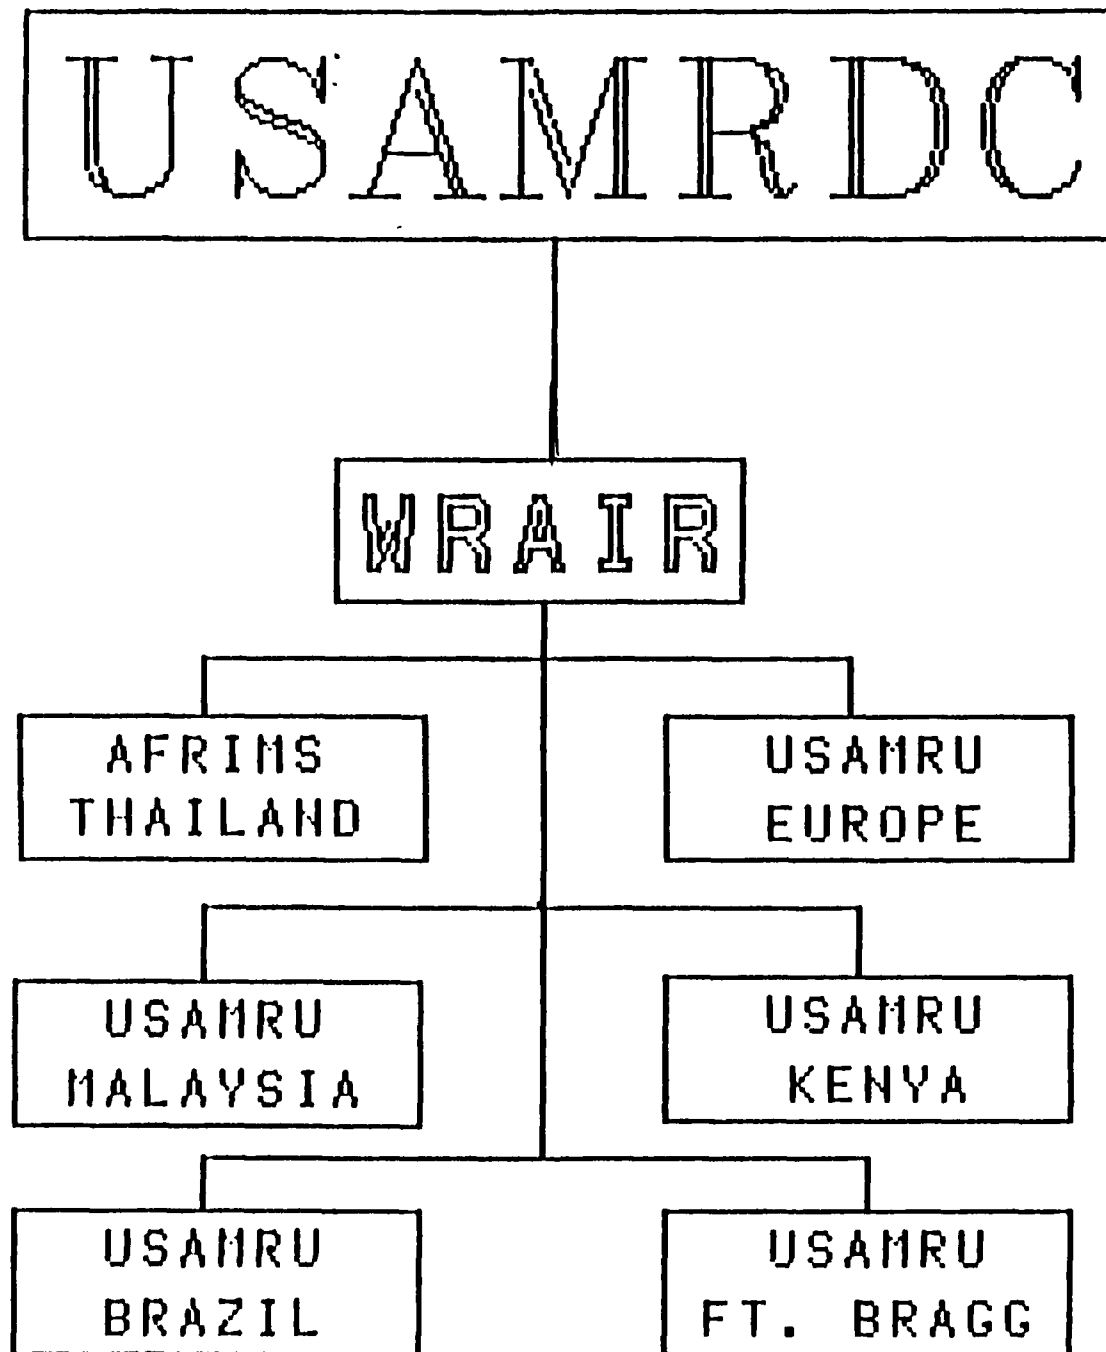 USAMRDC
WRAIR
AFRIMS
THAILAND
USAMRU
EUROPE
USAMRU
MALAYSIA
USAMRU
KENYA
USAMRU
BRAZIL
USAMRU
FT. BRAGG